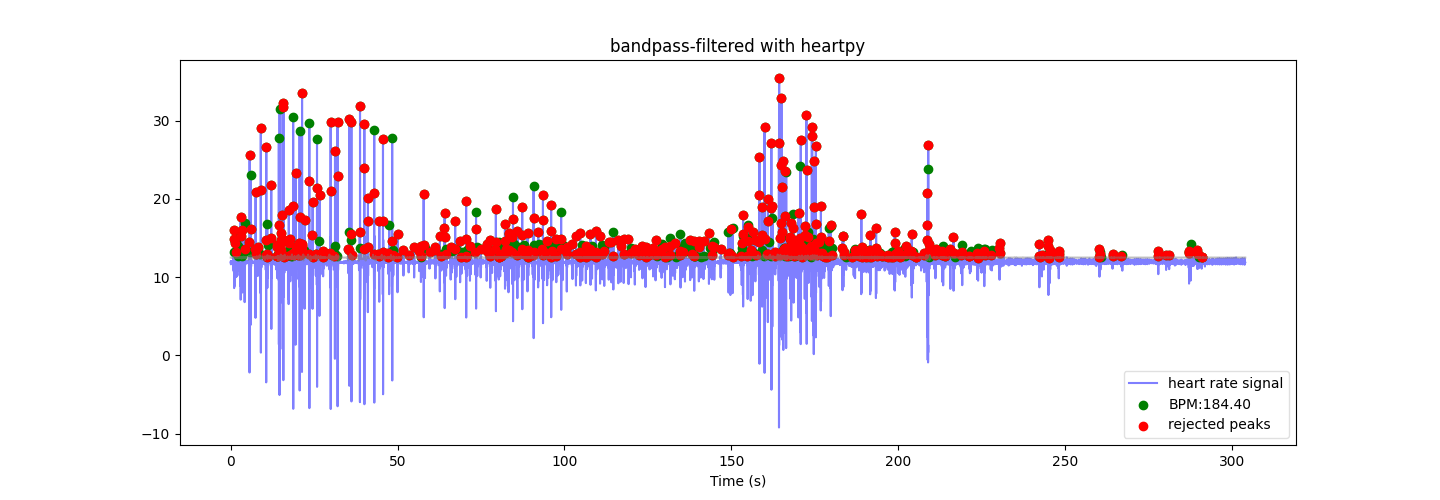 bandpass-filtered with heartpy
30
20
10
0
−10
0 50 100 150 200 250 300
Time (s)
heart rate signal
BPM:184.40
rejected peaks